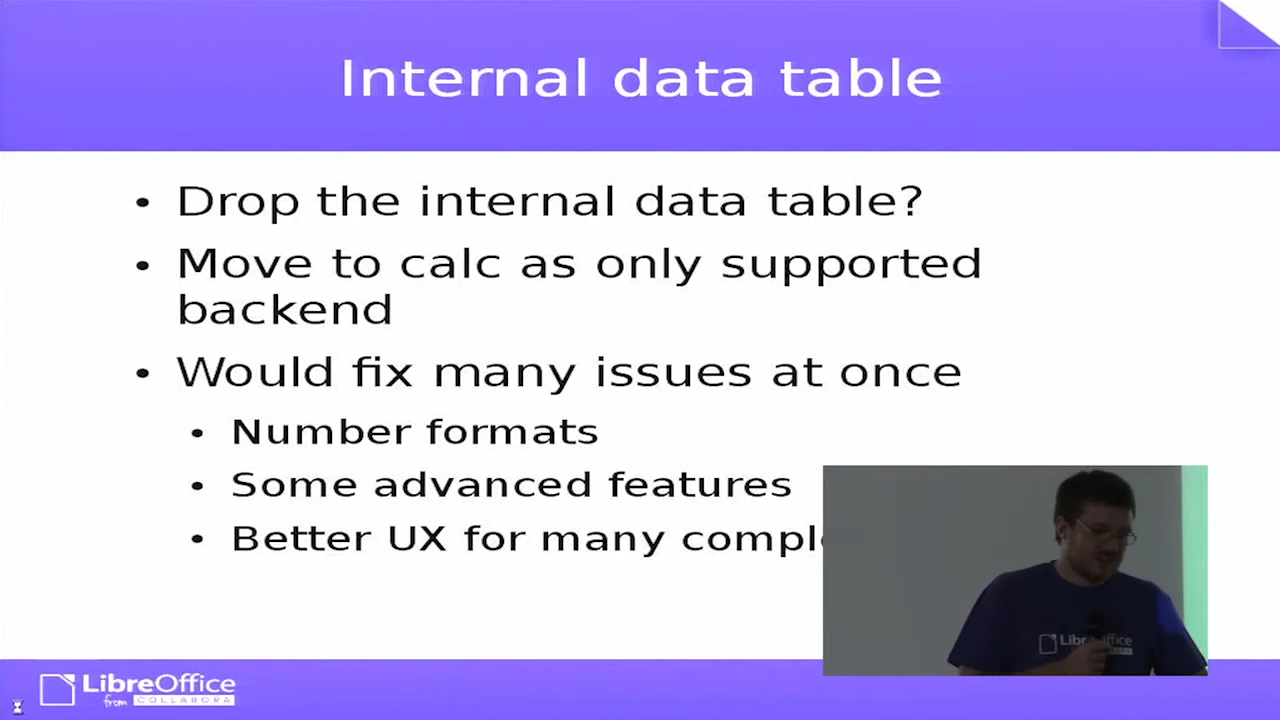 Internal data table
• Drop the internal data table?
• Move to calc as only supported
backend
• Would fix many issues at once
• Number formats
• Some advanced features
• Better UX for many
LibreOffice
LibreOffice
from COLLABORA